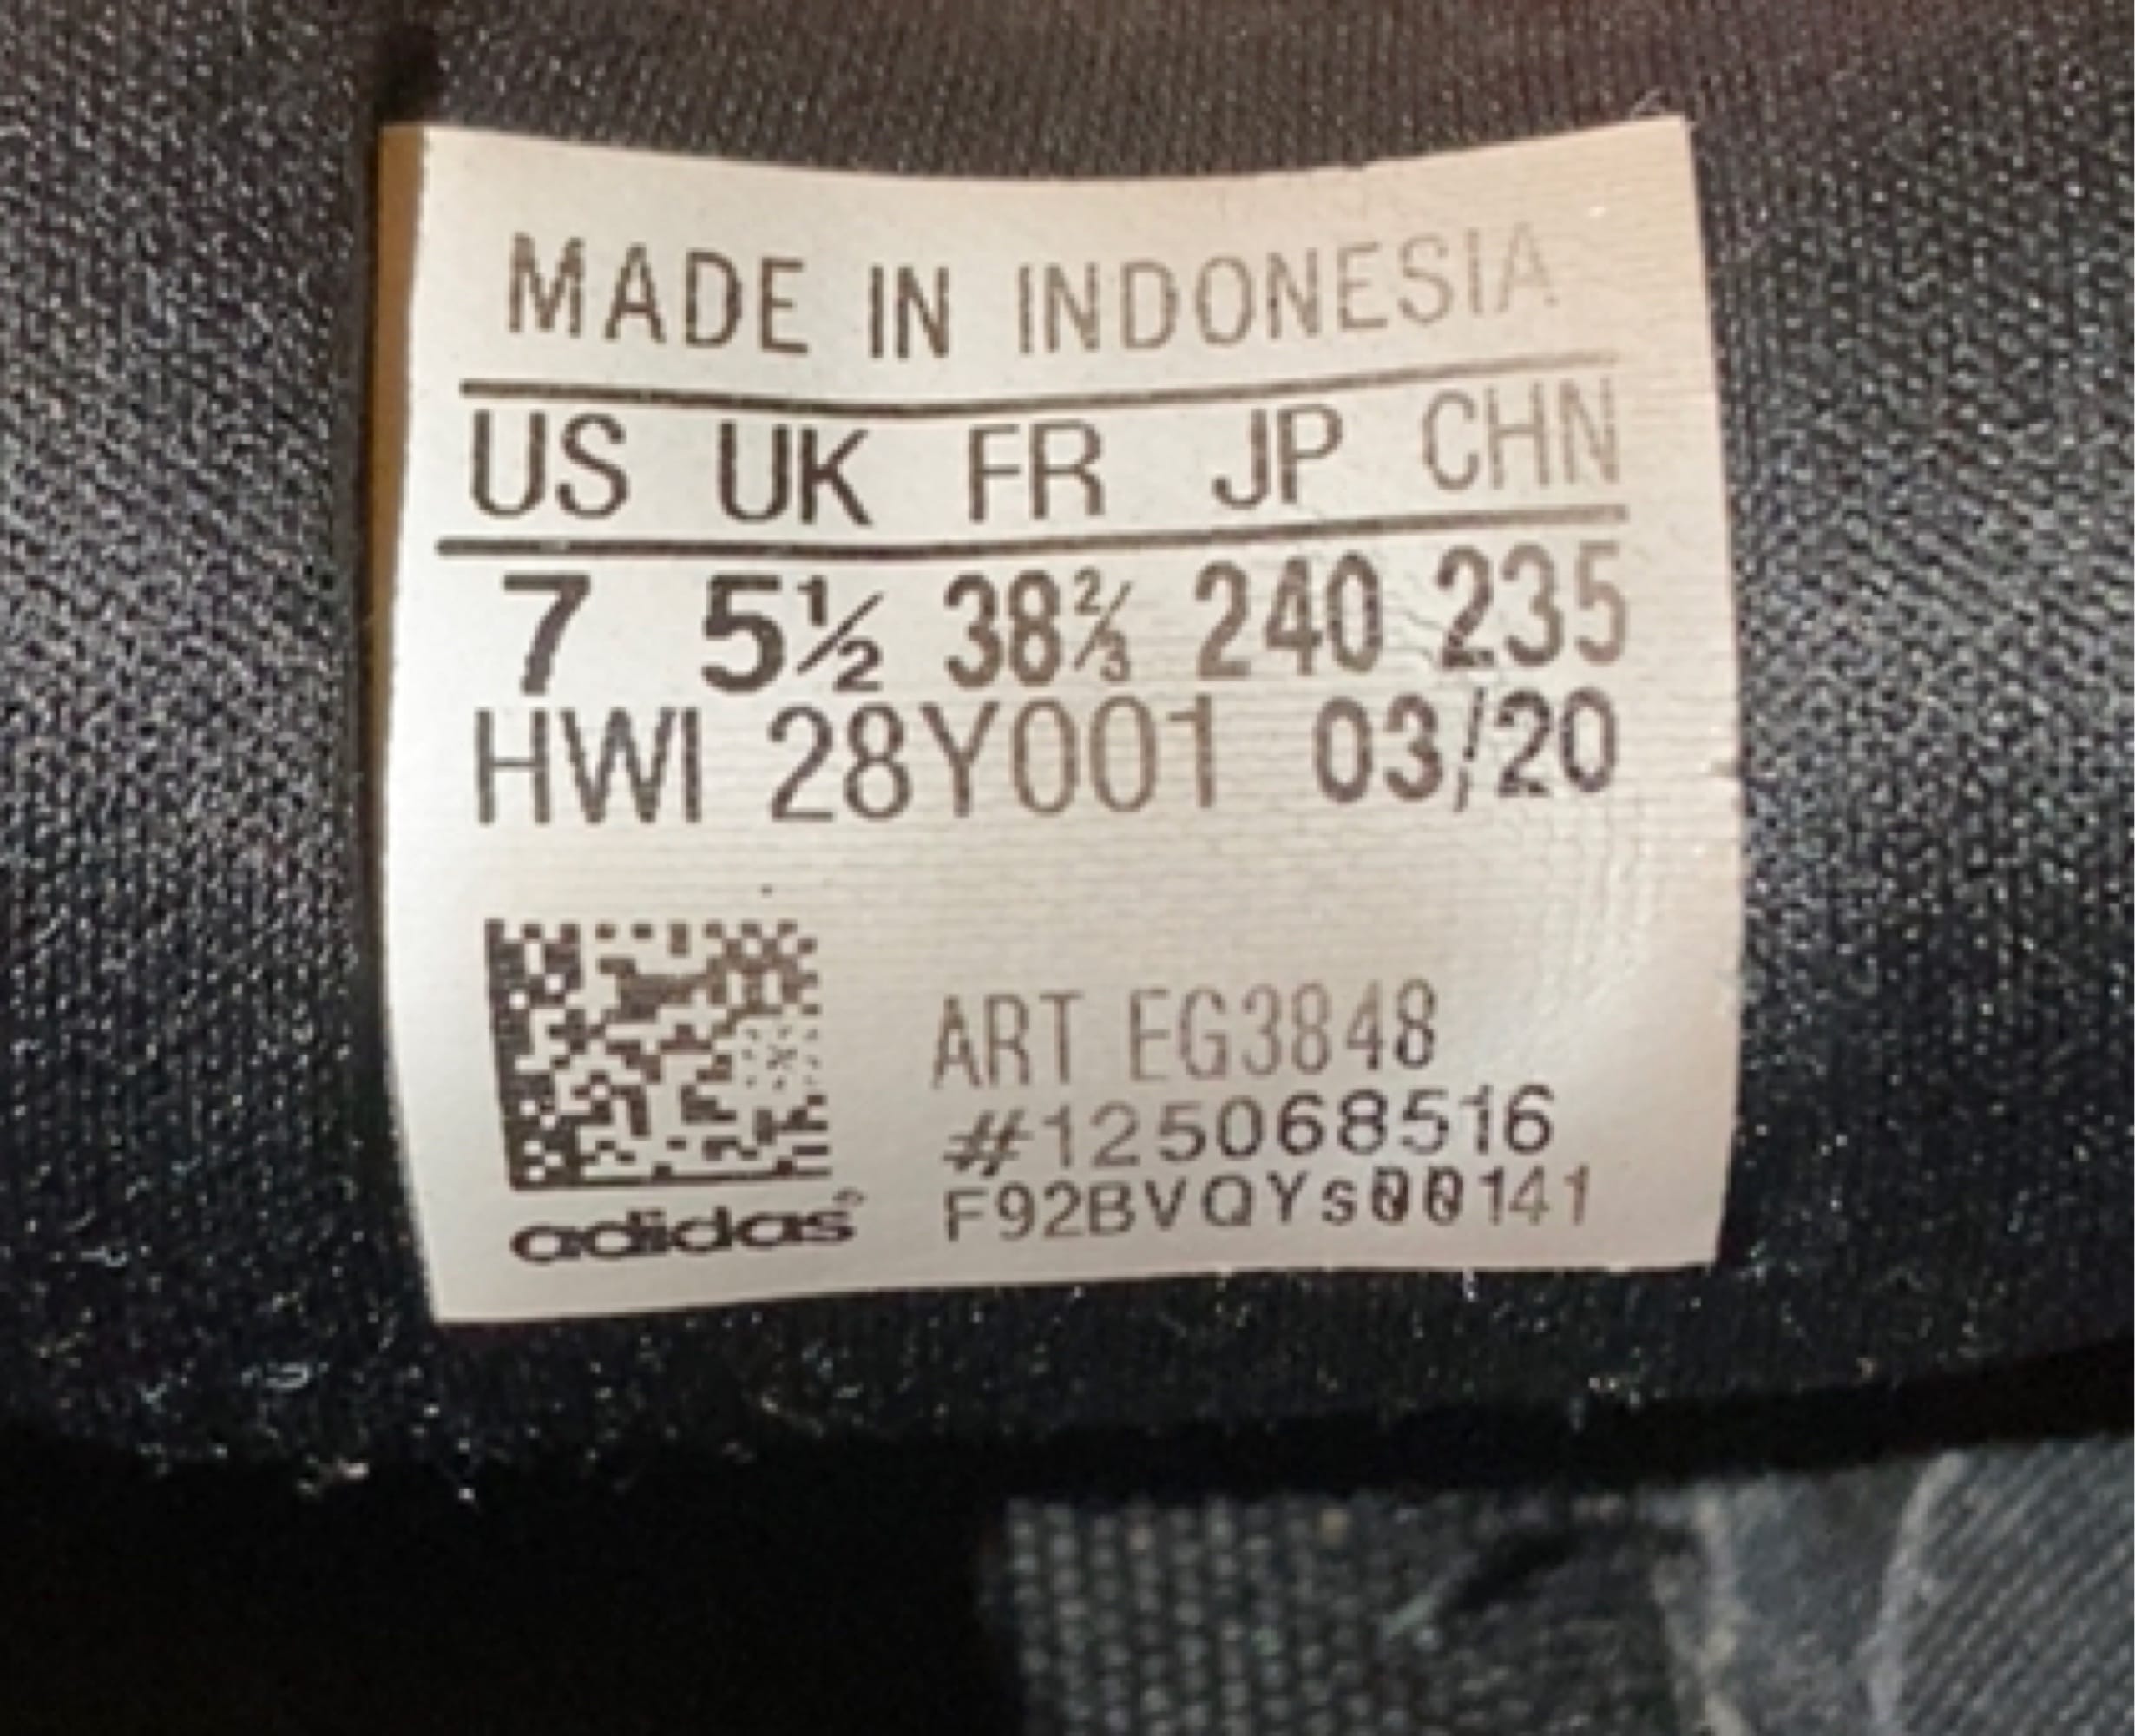 MADE IN INDONESIA
US UK FR JP CHN
7 5½ 38⅔ 240 235
HWI 28Y001 03/20
ART EG3848
#125068516
F92BVQYs00141
adidas®